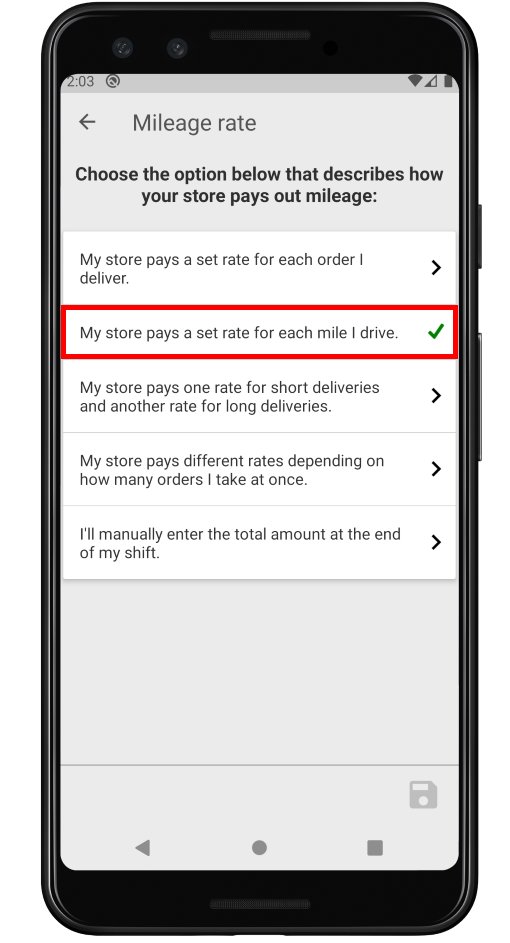 2:03
Mileage rate
Choose the option below that describes how
your store pays out mileage:
My store pays a set rate for each order I
deliver.
My store pays a set rate for each mile I drive.
My store pays one rate for short deliveries
and another rate for long deliveries.
My store pays different rates depending on
how many orders I take at once.
I'll manually enter the total amount at the end
of my shift.